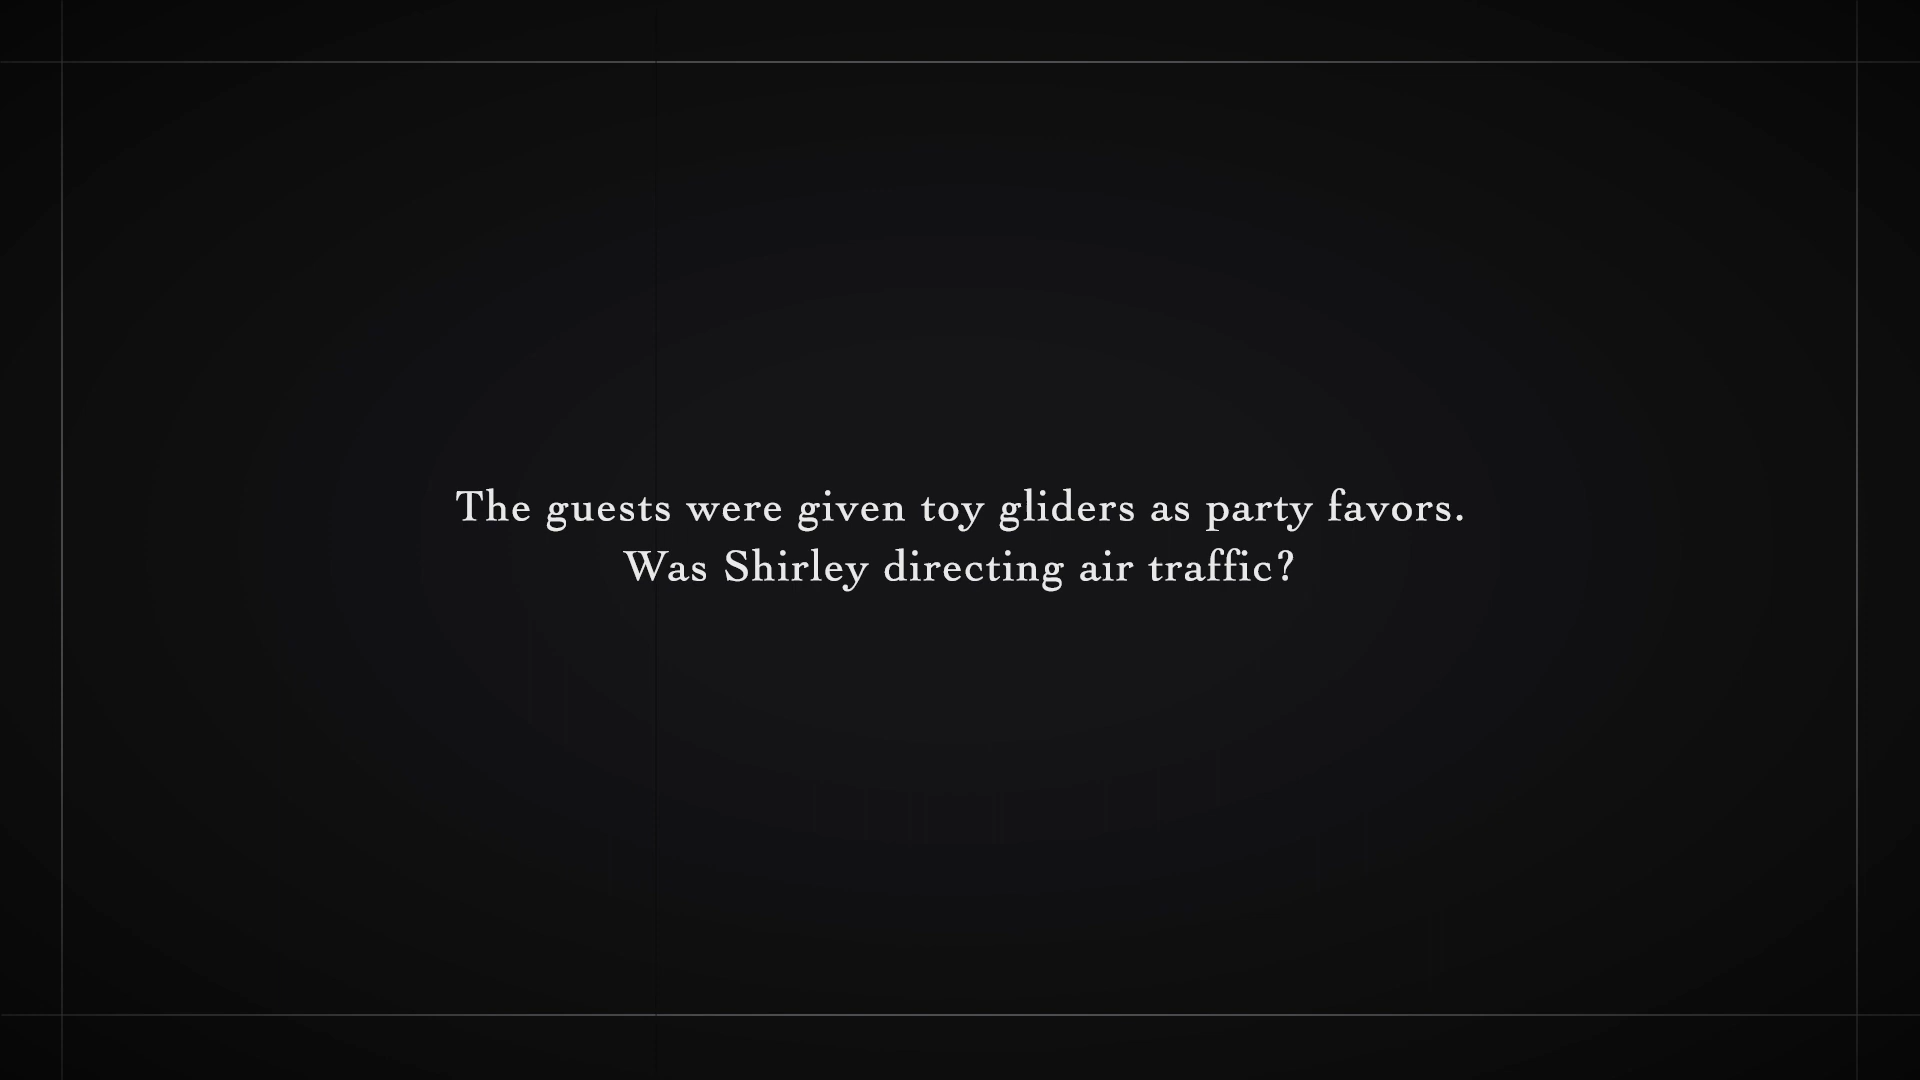 The guests were given toy gliders as party favors.
Was Shirley directing air traffic?